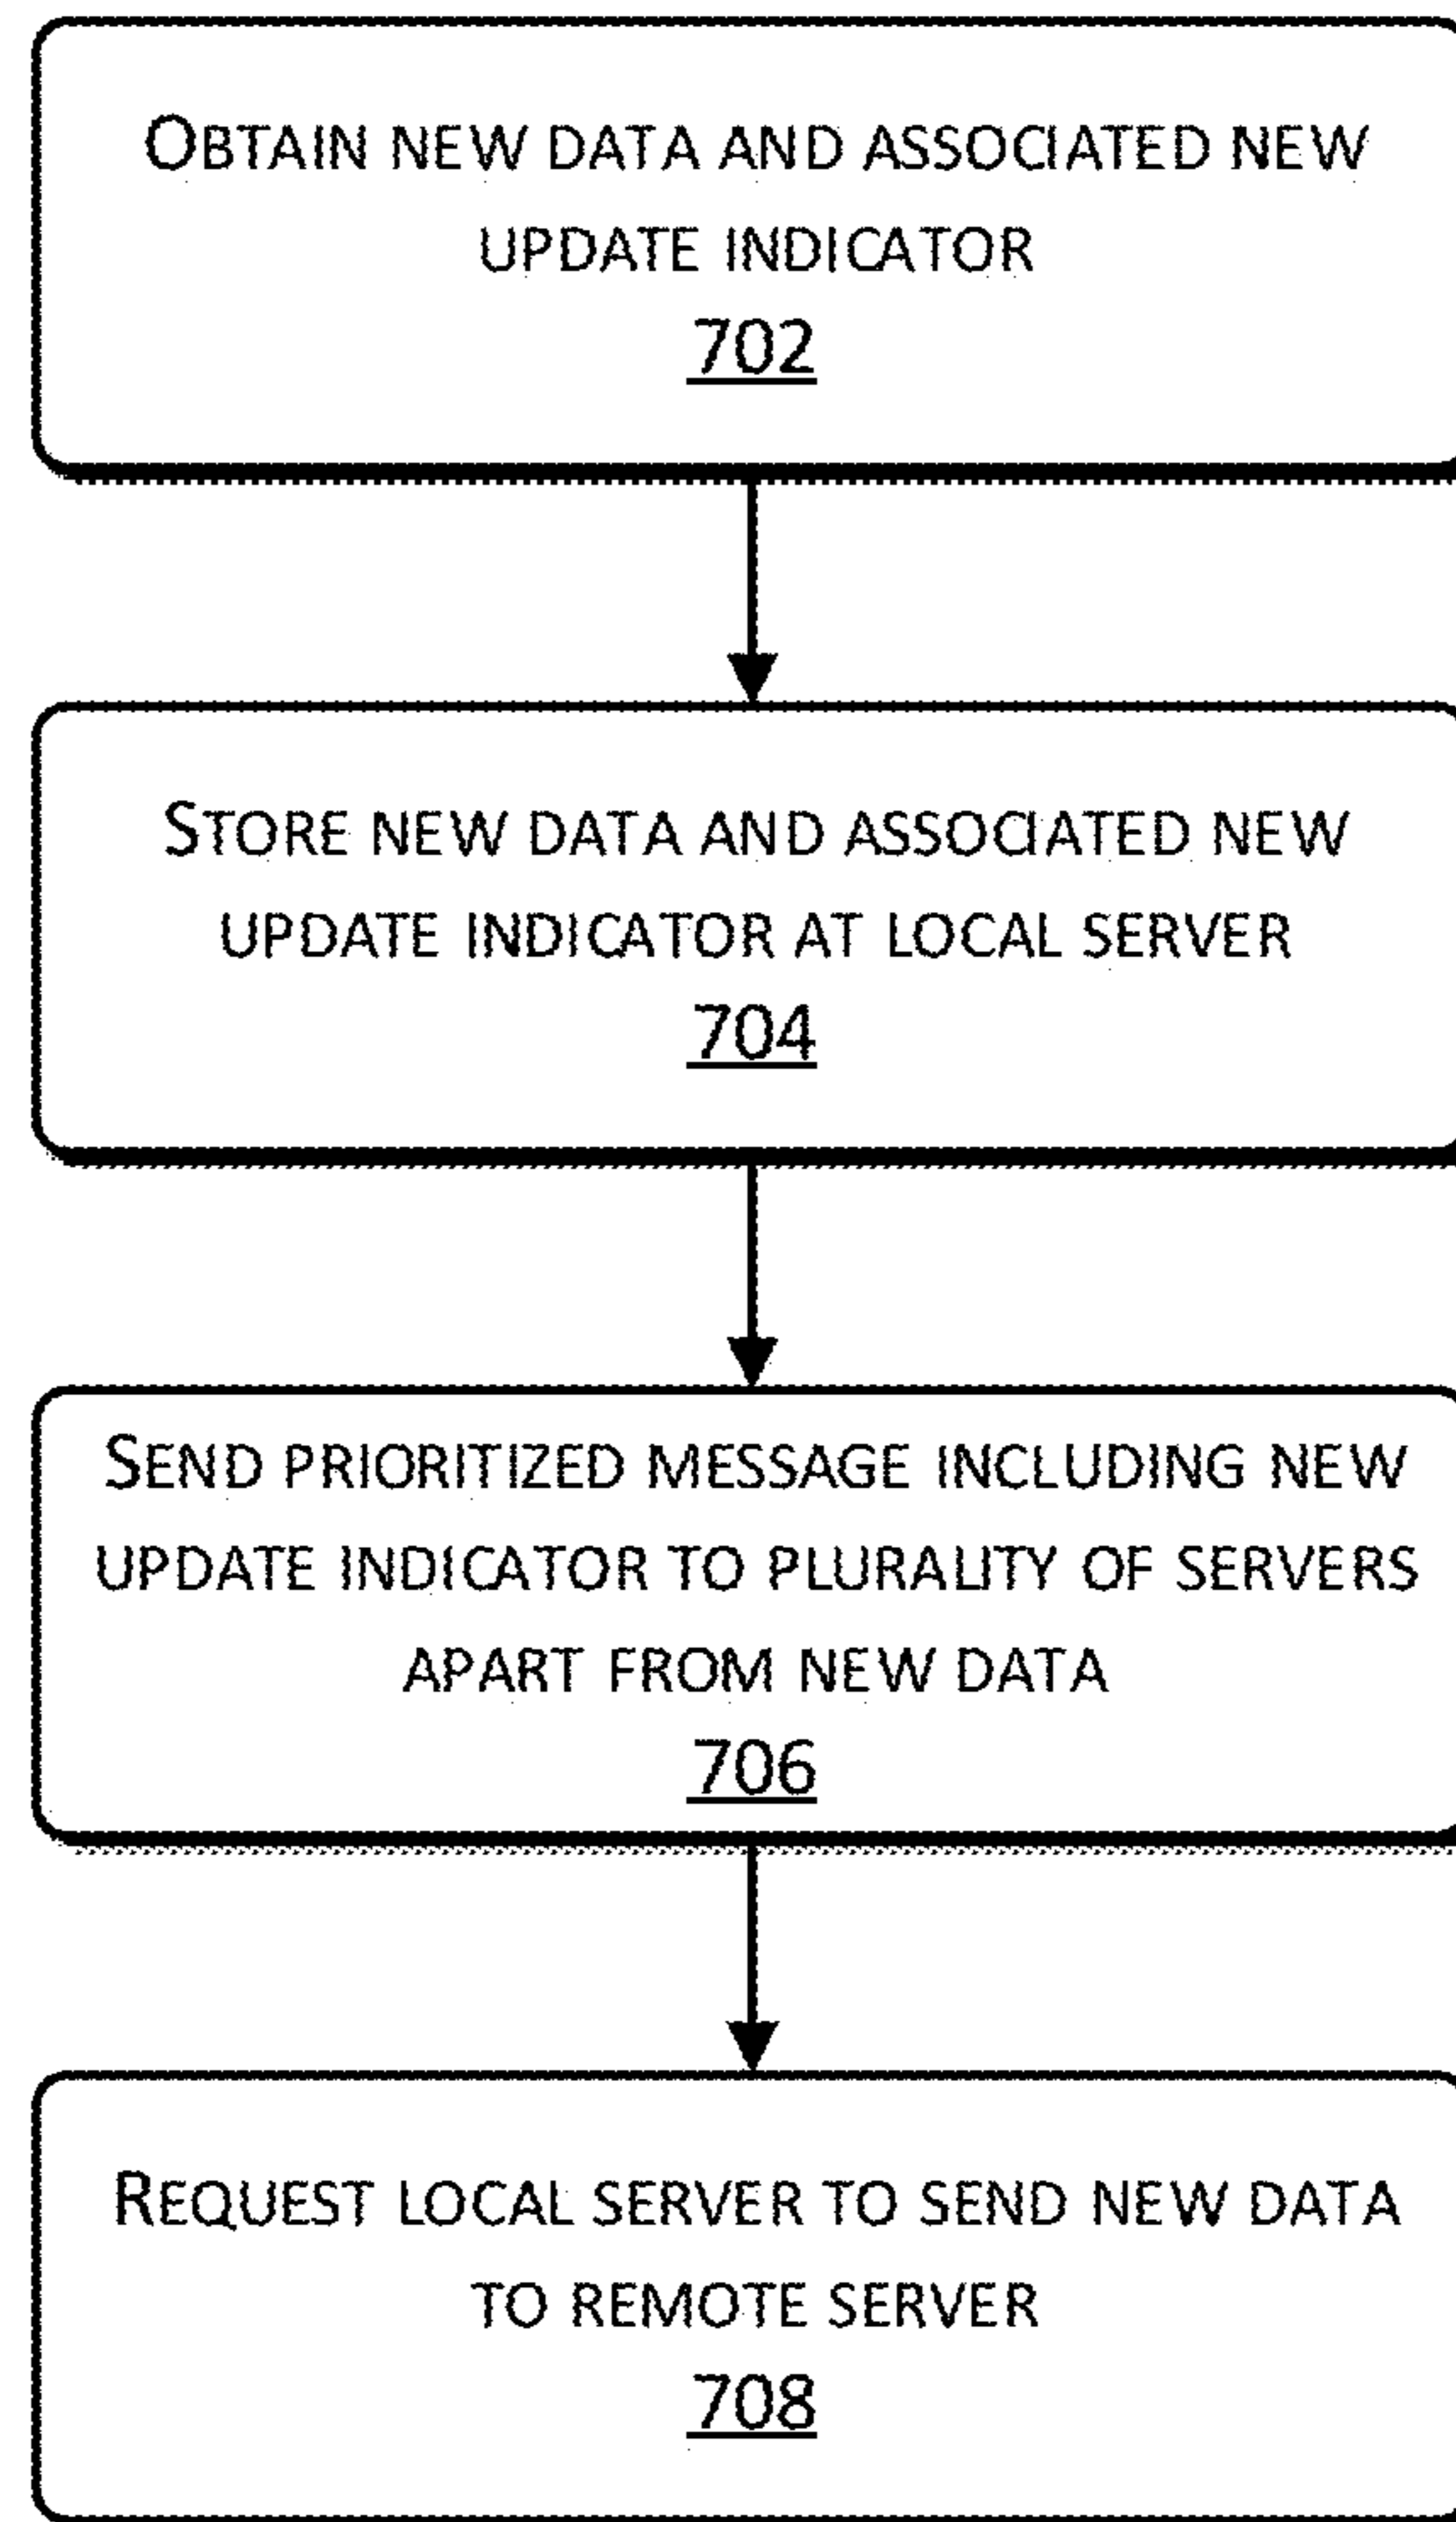 OBTAIN NEW DATA AND ASSOCIATED NEW
UPDATE INDICATOR
702
STORE NEW DATA AND ASSOCIATED NEW
UPDATE INDICATOR AT LOCAL SERVER
704
SEND PRIORITIZED MESSAGE INCLUDING NEW
UPDATE INDICATOR TO PLURALITY OF SERVERS
APART FROM NEW DATA
706
REQUEST LOCAL SERVER TO SEND NEW DATA
TO REMOTE SERVER
708